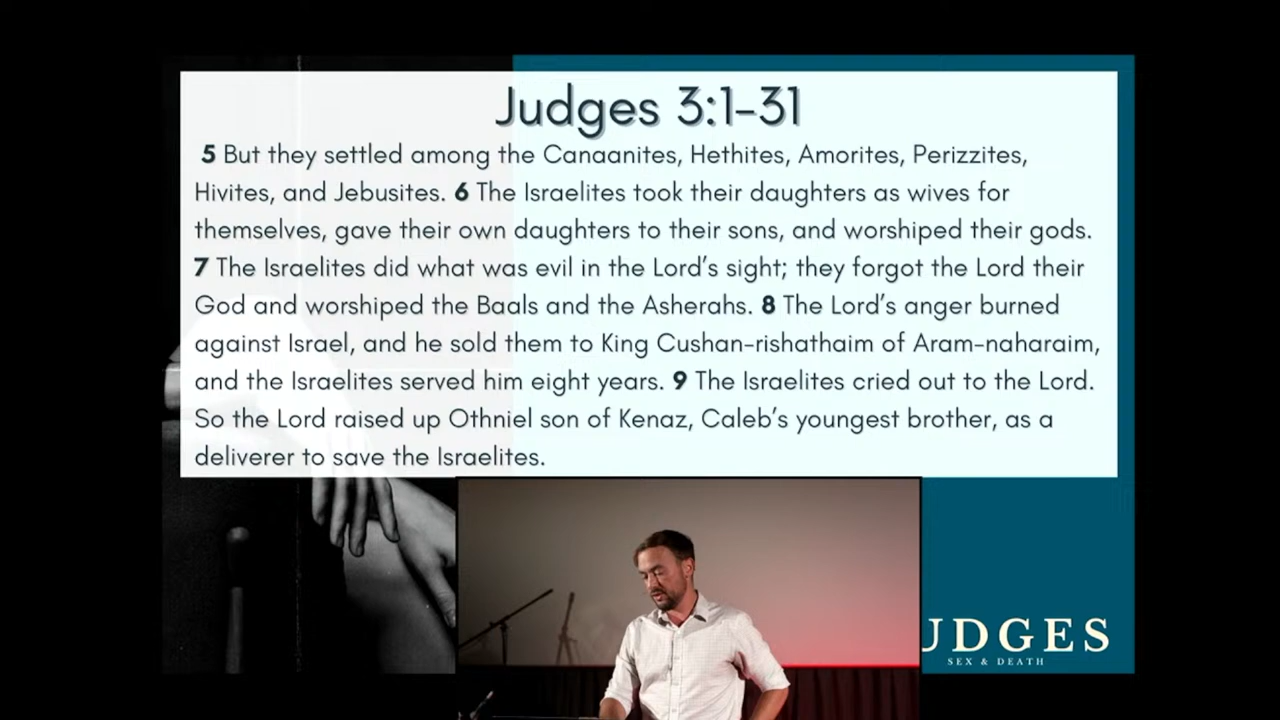 Judges 3:1-31
5 But they settled among the Canaanites, Hethites, Amorites, Perizzites,
Hivites, and Jebusites. 6 The Israelites took their daughters as wives for
themselves, gave their own daughters to their sons, and worshiped their gods.
7 The Israelites did what was evil in the Lord's sight; they forgot the Lord their
God and worshiped the Baals and the Asherahs. 8 The Lord's anger burned
against Israel, and he sold them to King Cushan-rishathaim of Aram-naharaim,
and the Israelites served him eight years. 9 The Israelites cried out to the Lord.
So the Lord raised up Othniel son of Kenaz, Caleb's youngest brother, as a
deliverer to save the Israelites.
UDGES
SEX & DEATH